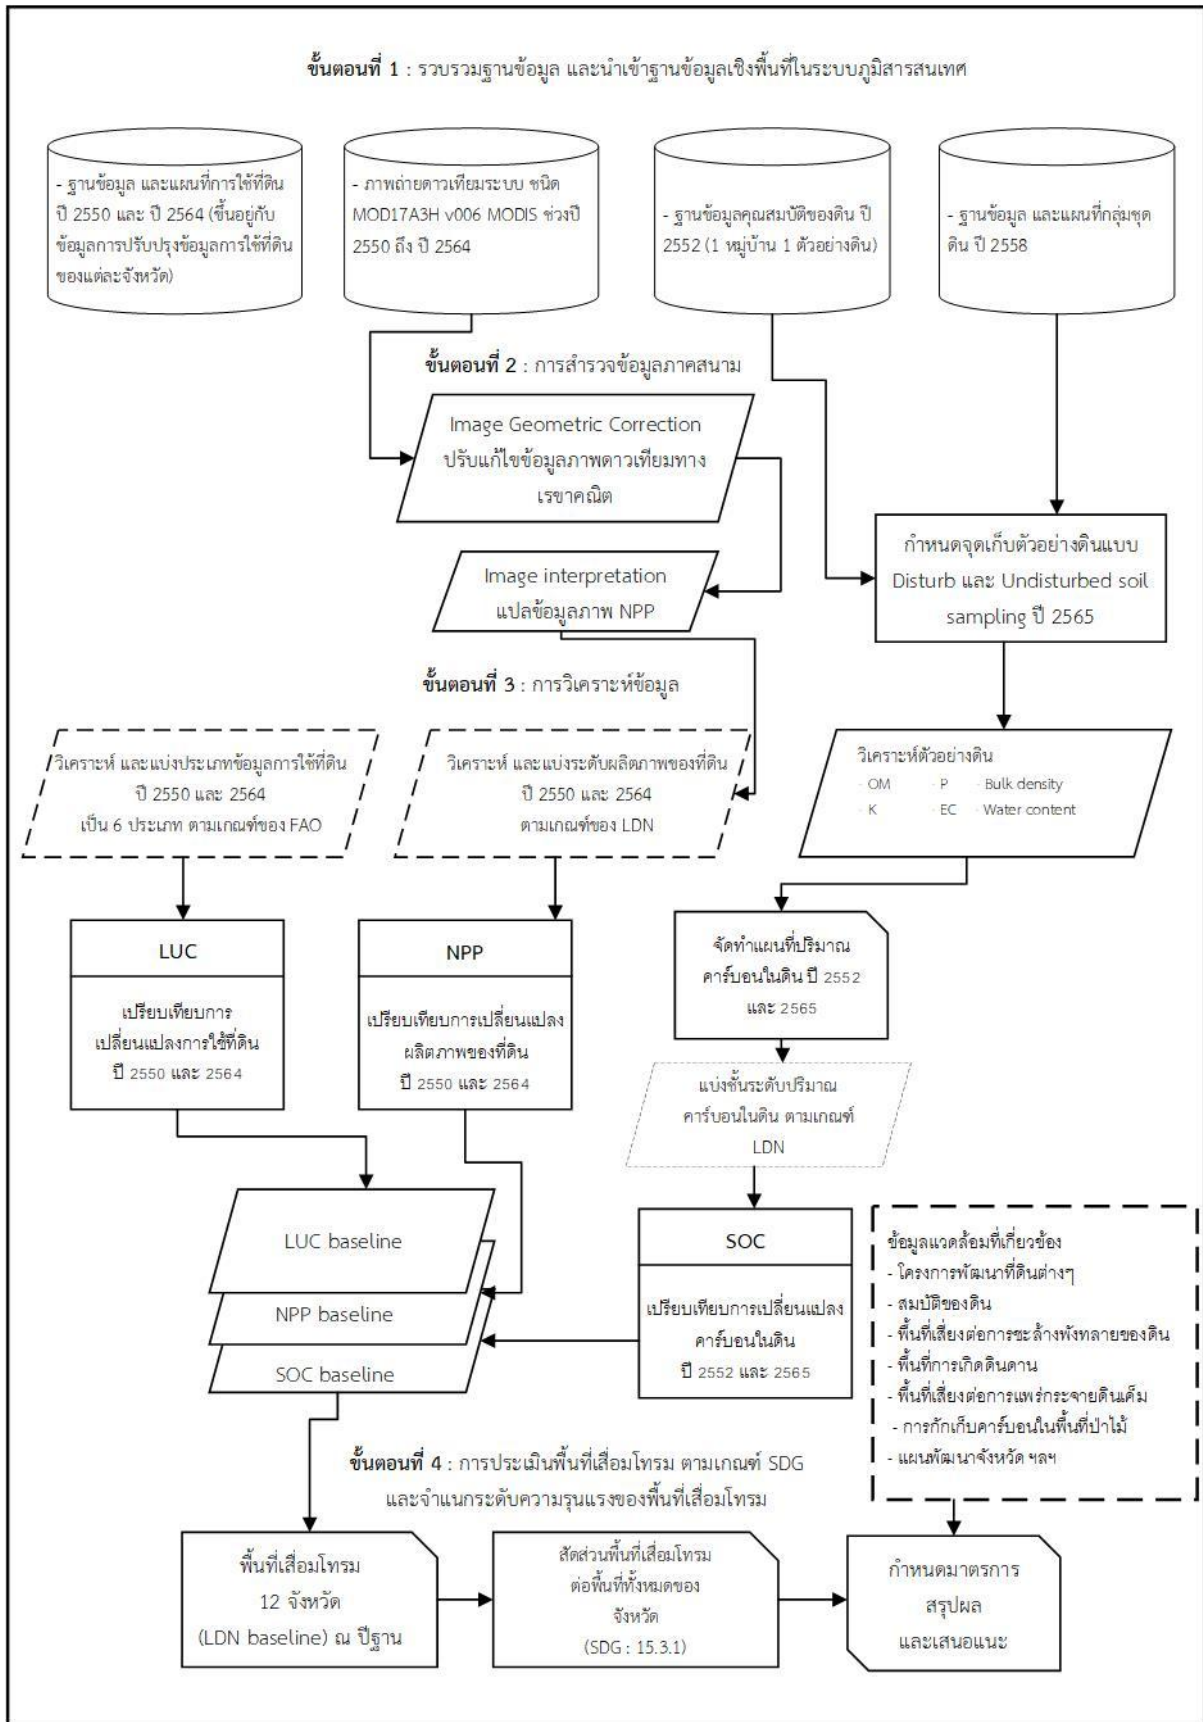 ขั้นตอนที่ 1 : รวบรวมฐานข้อมูล และนำเข้าฐานข้อมูลเชิงพื้นที่ในระบบภูมิสารสนเทศ
- ฐานข้อมูล และแผนที่การใช้ที่ดิน
ปี 2550 และ ปี 2564 (ขึ้นอยู่กับ
ข้อมูลการปรับปรุงข้อมูลการใช้ที่ดิน
ของแต่ละจังหวัด)
- ภาพถ่ายดาวเทียมระบบ ชนิด
MOD17A3H v006 MODIS ช่วงปี
2550 ถึง ปี 2564
- ฐานข้อมูลคุณสมบัติของดิน ปี
2552 (1 หมู่บ้าน 1 ตัวอย่างดิน)
- ฐานข้อมูล และแผนที่กลุ่มชุด
ดิน ปี 2558
ขั้นตอนที่ 2 : การสำรวจข้อมูลภาคสนาม
Image Geometric Correction
ปรับแก้ไขข้อมูลภาพดาวเทียมทาง
เรขาคณิต
Image interpretation
แปลข้อมูลภาพ NPP
กำหนดจุดเก็บตัวอย่างดินแบบ
Disturb และ Undisturbed soil
sampling ปี 2565
ขั้นตอนที่ 3 : การวิเคราะห์ข้อมูล
วิเคราะห์ และแบ่งประเภทข้อมูลการใช้ที่ดิน
ปี 2550 และ 2564
เป็น 6 ประเภท ตามเกณฑ์ของ FAO
วิเคราะห์ และแบ่งระดับผลิตภาพของที่ดิน
ปี 2550 และ 2564
ตามเกณฑ์ของ LDN
วิเคราะห์ตัวอย่างดิน
· OM · P · Bulk density
· K · EC · Water content
LUC
เปรียบเทียบการ
เปลี่ยนแปลงการใช้ที่ดิน
ปี 2550 และ 2564
NPP
เปรียบเทียบการเปลี่ยนแปลง
ผลิตภาพของที่ดิน
ปี 2550 และ 2564
จัดทำแผนที่ปริมาณ
คาร์บอนในดิน ปี 2552
และ 2565
แบ่งชั้นระดับปริมาณ
คาร์บอนในดิน ตามเกณฑ์
LDN
LUC baseline
NPP baseline
SOC baseline
SOC
เปรียบเทียบการเปลี่ยนแปลง
คาร์บอนในดิน
ปี 2552 และ 2565
ข้อมูลแวดล้อมที่เกี่ยวข้อง
- โครงการพัฒนาที่ดินต่างๆ
- สมบัติของดิน
- พื้นที่เสี่ยงต่อการชะล้างพังทลายของดิน
- พื้นที่การเกิดดินดาน
- พื้นที่เสี่ยงต่อการแพร่กระจายดินเค็ม
- การกักเก็บคาร์บอนในพื้นที่ป่าไม้
- แผนพัฒนาจังหวัด ฯลฯ
ขั้นตอนที่ 4 : การประเมินพื้นที่เสื่อมโทรม ตามเกณฑ์ SDG
และจำแนกระดับความรุนแรงของพื้นที่เสื่อมโทรม
พื้นที่เสื่อมโทรม
12 จังหวัด
(LDN baseline) ณ ปีฐาน
สัดส่วนพื้นที่เสื่อมโทรม
ต่อพื้นที่ทั้งหมดของ
จังหวัด
(SDG : 15.3.1)
กำหนดมาตรการ
สรุปผล
และเสนอแนะ